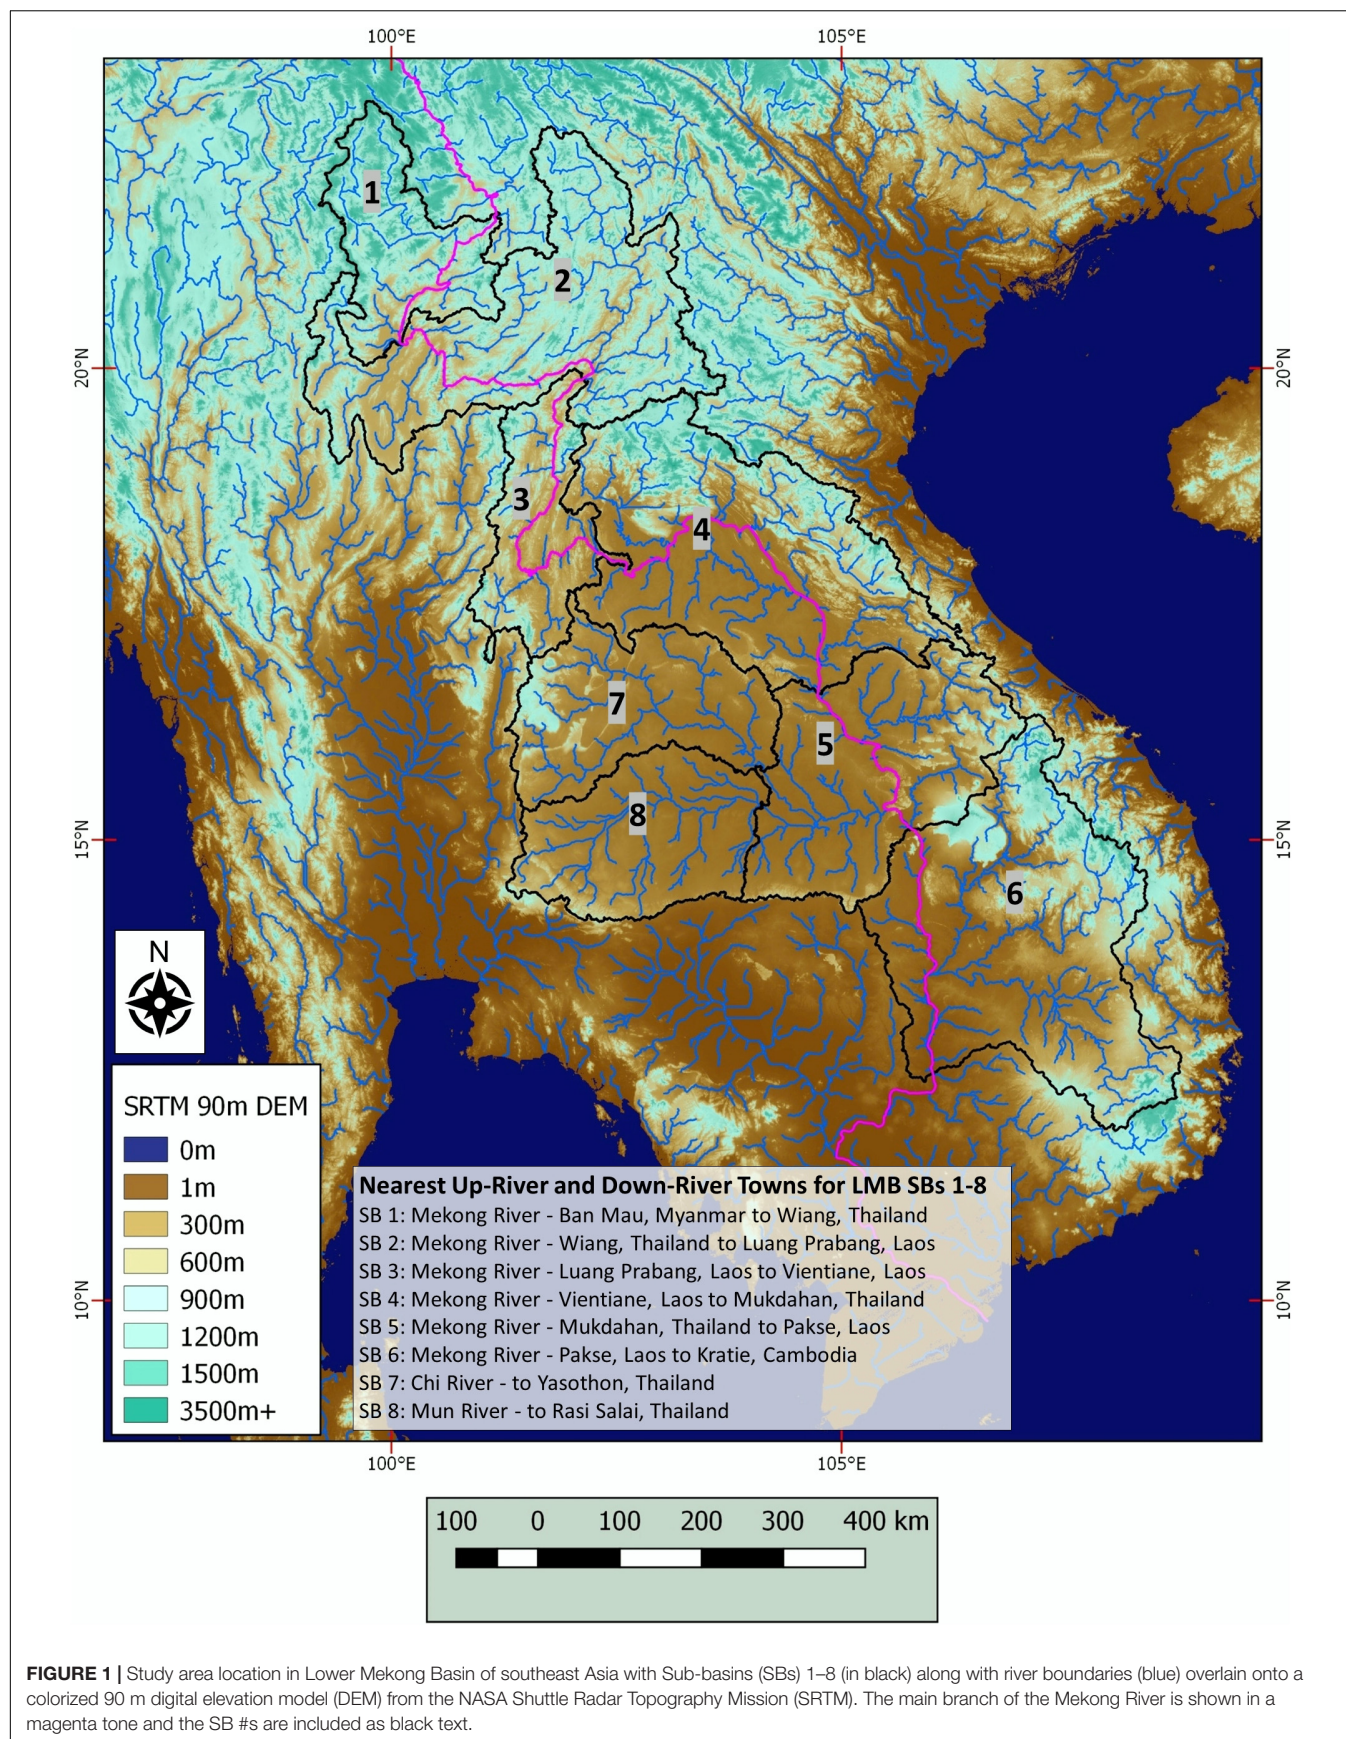 100°E 105°E
1
2
20°N 20°N
3
4
7
5
8
15°N 15°N
6
N
SRTM 90m DEM
0m
1m
300m
600m
900m
1200m
1500m
3500m+
Nearest Up-River and Down-River Towns for LMB SBs 1-8
SB 1: Mekong River - Ban Mau, Myanmar to Wiang, Thailand
SB 2: Mekong River - Wiang, Thailand to Luang Prabang, Laos
SB 3: Mekong River - Luang Prabang, Laos to Vientiane, Laos
SB 4: Mekong River - Vientiane, Laos to Mukdahan, Thailand
SB 5: Mekong River - Mukdahan, Thailand to Pakse, Laos
SB 6: Mekong River - Pakse, Laos to Kratie, Cambodia
SB 7: Chi River - to Yasothon, Thailand
SB 8: Mun River - to Rasi Salai, Thailand
10°N 10°N
100°E 105°E
100 0 100 200 300 400 km
FIGURE 1 | Study area location in Lower Mekong Basin of southeast Asia with Sub-basins (SBs) 1–8 (in black) along with river boundaries (blue) overlain onto a
colorized 90 m digital elevation model (DEM) from the NASA Shuttle Radar Topography Mission (SRTM). The main branch of the Mekong River is shown in a
magenta tone and the SB #s are included as black text.